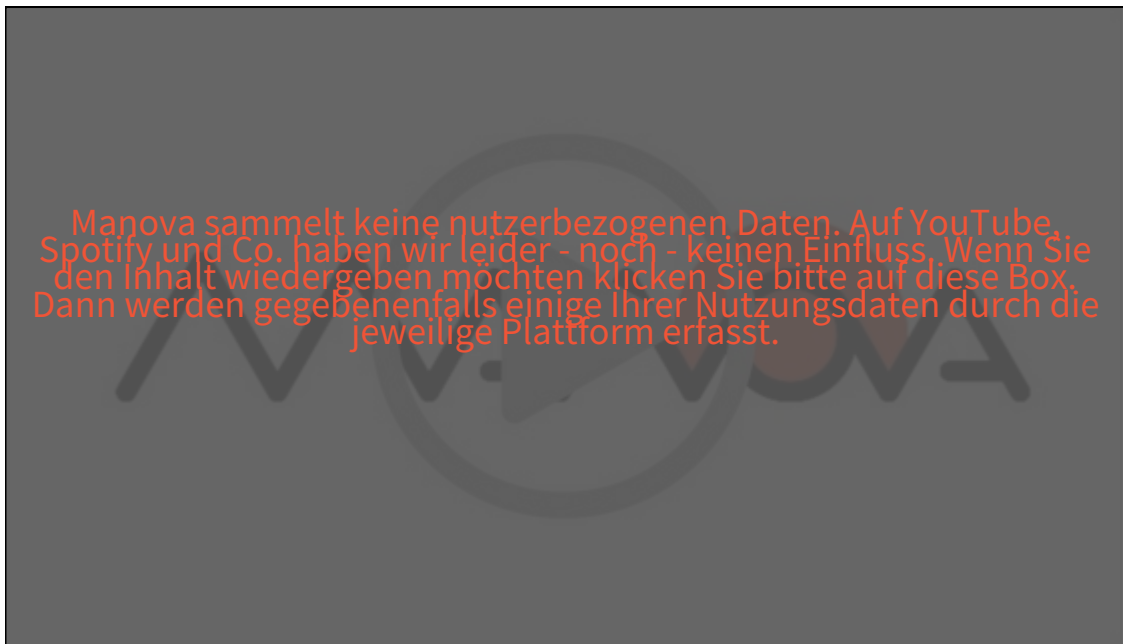 Manova sammelt keine nutzerbezogenen Daten. Auf YouTube,
Spotify und Co. haben wir leider - noch - keinen Einfluss. Wenn Sie
den Inhalt wiedergeben möchten klicken Sie bitte auf diese Box.
Dann werden gegebenenfalls einige Ihrer Nutzungsdaten durch die
jeweilige Plattform erfasst.
MANOVA